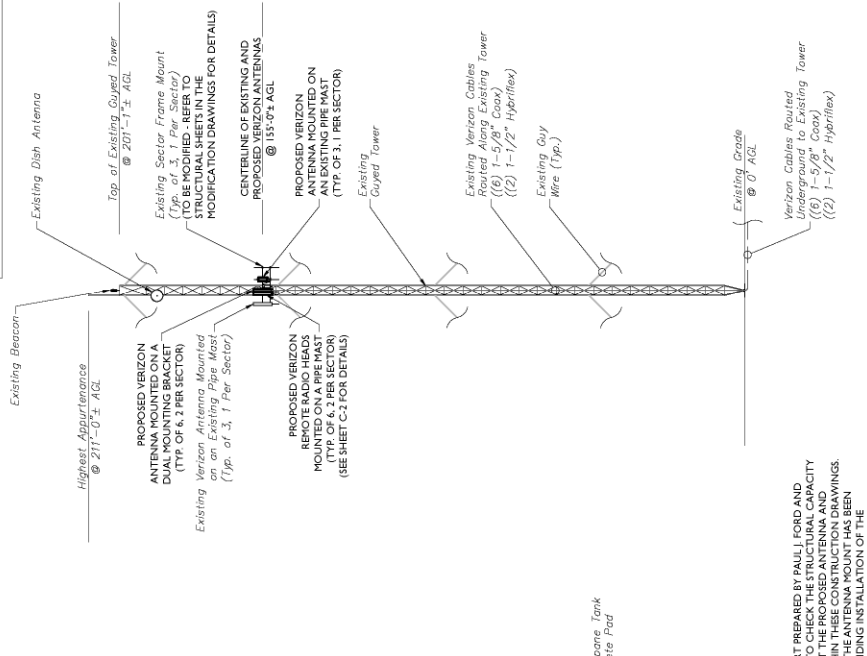 Existing Beacon
Highest Appurtenance
@ 211'-0"± AGL
PROPOSED VERIZON
ANTENNA MOUNTED ON A
DUAL MOUNTING BRACKET
(TYP. OF 6, 2 PER SECTOR)
Existing Verizon Antenna Mounted
on an Existing Pipe Mast
(Typ. of 3, 1 Per Sector)
PROPOSED VERIZON
REMOTE RADIO HEADS
MOUNTED ON A PIPE MAST
(TYP. OF 6, 2 PER SECTOR)
(SEE SHEET C-2 FOR DETAILS)
Existing Dish Antenna
Top of Existing Guyed Tower
@ 201'-1"± AGL
Existing Sector Frame Mount
(Typ. of 3, 1 Per Sector)
(TO BE MODIFIED - REFER TO
STRUCTURAL SHEETS IN THE
MODIFICATION DRAWINGS FOR DETAILS)
CENTERLINE OF EXISTING AND
PROPOSED VERIZON ANTENNAS
@ 155'-0"± AGL
PROPOSED VERIZON
ANTENNA MOUNTED ON
AN EXISTING PIPE MAST
(TYP. OF 3, 1 PER SECTOR)
Existing
Guyed Tower
Existing Verizon Cables
Routed Along Existing Tower
((6) 1-5/8" Coax)
((2) 1-1/2" Hybriflex)
Existing Guy
Wire (Typ.)
Existing Grade
@ 0' AGL
Verizon Cables Routed
Underground to Existing Tower
((6) 1-5/8" Coax)
((2) 1-1/2" Hybriflex)
Tank
Pad
PREPARED BY PAUL J. FORD AND
TO CHECK THE STRUCTURAL CAPACITY
THE PROPOSED ANTENNA AND
IN THESE CONSTRUCTION DRAWINGS.
THE ANTENNA MOUNT HAS BEEN
INSTALLATION OF THE